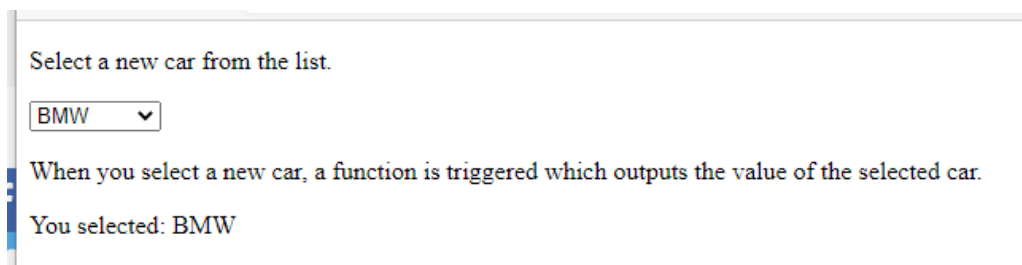 Select a new car from the list.
BMW
When you select a new car, a function is triggered which outputs the value of the selected car.
You selected: BMW